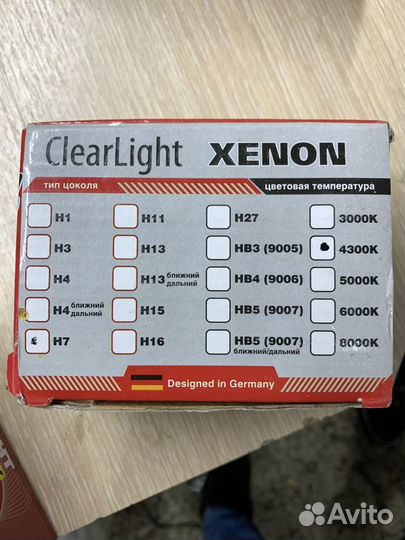 ClearLight XENON
тип цоколя цветовая температура
H1 H11 H27 3000K
H3 H13 HB3 (9005) 4300K
H4 H13 ближний дальний HB4 (9006) 5000K
H4 ближний дальний H15 HB5 (9007) 6000K
H7 H16 HB5 (9007) ближний/дальний 8000K
Designed in Germany
Avito